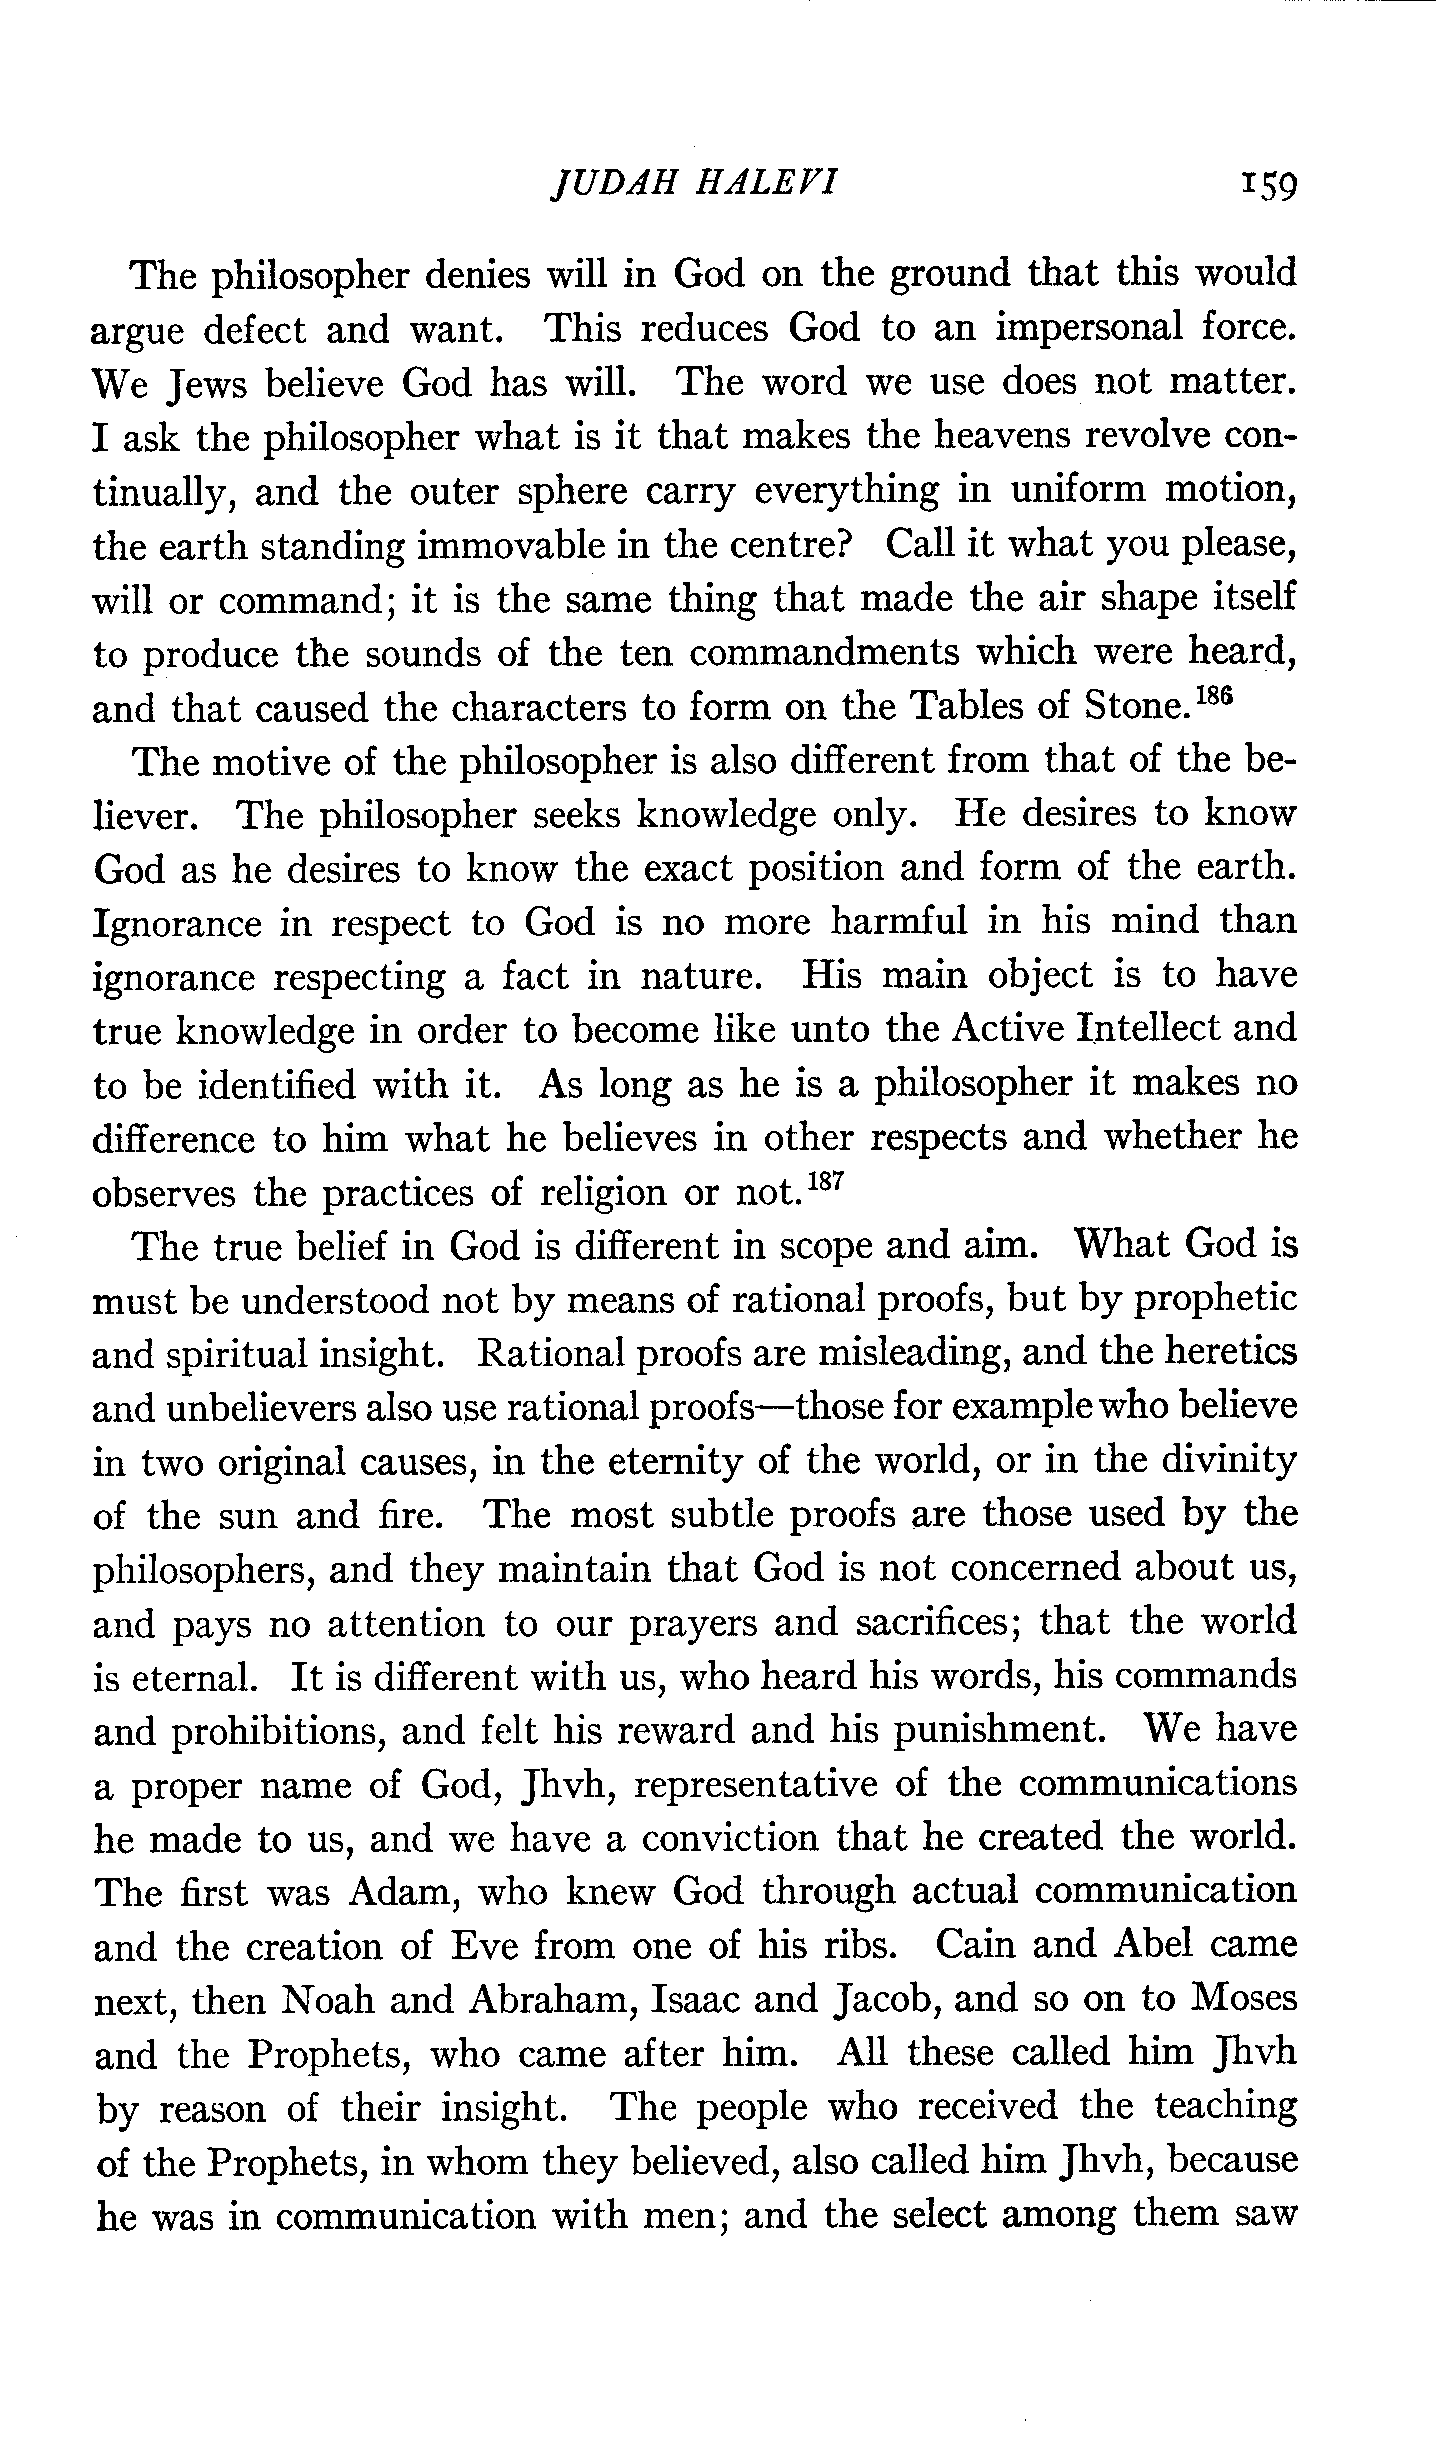 JUDAH HALEVI 159
The philosopher denies will in God on the ground that this would
argue defect and want. This reduces God to an impersonal force.
We Jews believe God has will. The word we use does not matter.
I ask the philosopher what is it that makes the heavens revolve con-
tinually, and the outer sphere carry everything in uniform motion,
the earth standing immovable in the centre? Call it what you please,
will or command; it is the same thing that made the air shape itself
to produce the sounds of the ten commandments which were heard,
and that caused the characters to form on the Tables of Stone.186
The motive of the philosopher is also different from that of the be-
liever. The philosopher seeks knowledge only. He desires to know
God as he desires to know the exact position and form of the earth.
Ignorance in respect to God is no more harmful in his mind than
ignorance respecting a fact in nature. His main object is to have
true knowledge in order to become like unto the Active Intellect and
to be identified with it. As long as he is a philosopher it makes no
difference to him what he believes in other respects and whether he
observes the practices of religion or not.187
The true belief in God is different in scope and aim. What God is
must be understood not by means of rational proofs, but by prophetic
and spiritual insight. Rational proofs are misleading, and the heretics
and unbelievers also use rational proofs—those for example who believe
in two original causes, in the eternity of the world, or in the divinity
of the sun and fire. The most subtle proofs are those used by the
philosophers, and they maintain that God is not concerned about us,
and pays no attention to our prayers and sacrifices; that the world
is eternal. It is different with us, who heard his words, his commands
and prohibitions, and felt his reward and his punishment. We have
a proper name of God, Jhvh, representative of the communications
he made to us, and we have a conviction that he created the world.
The first was Adam, who knew God through actual communication
and the creation of Eve from one of his ribs. Cain and Abel came
next, then Noah and Abraham, Isaac and Jacob, and so on to Moses
and the Prophets, who came after him. All these called him Jhvh
by reason of their insight. The people who received the teaching
of the Prophets, in whom they believed, also called him Jhvh, because
he was in communication with men; and the select among them saw